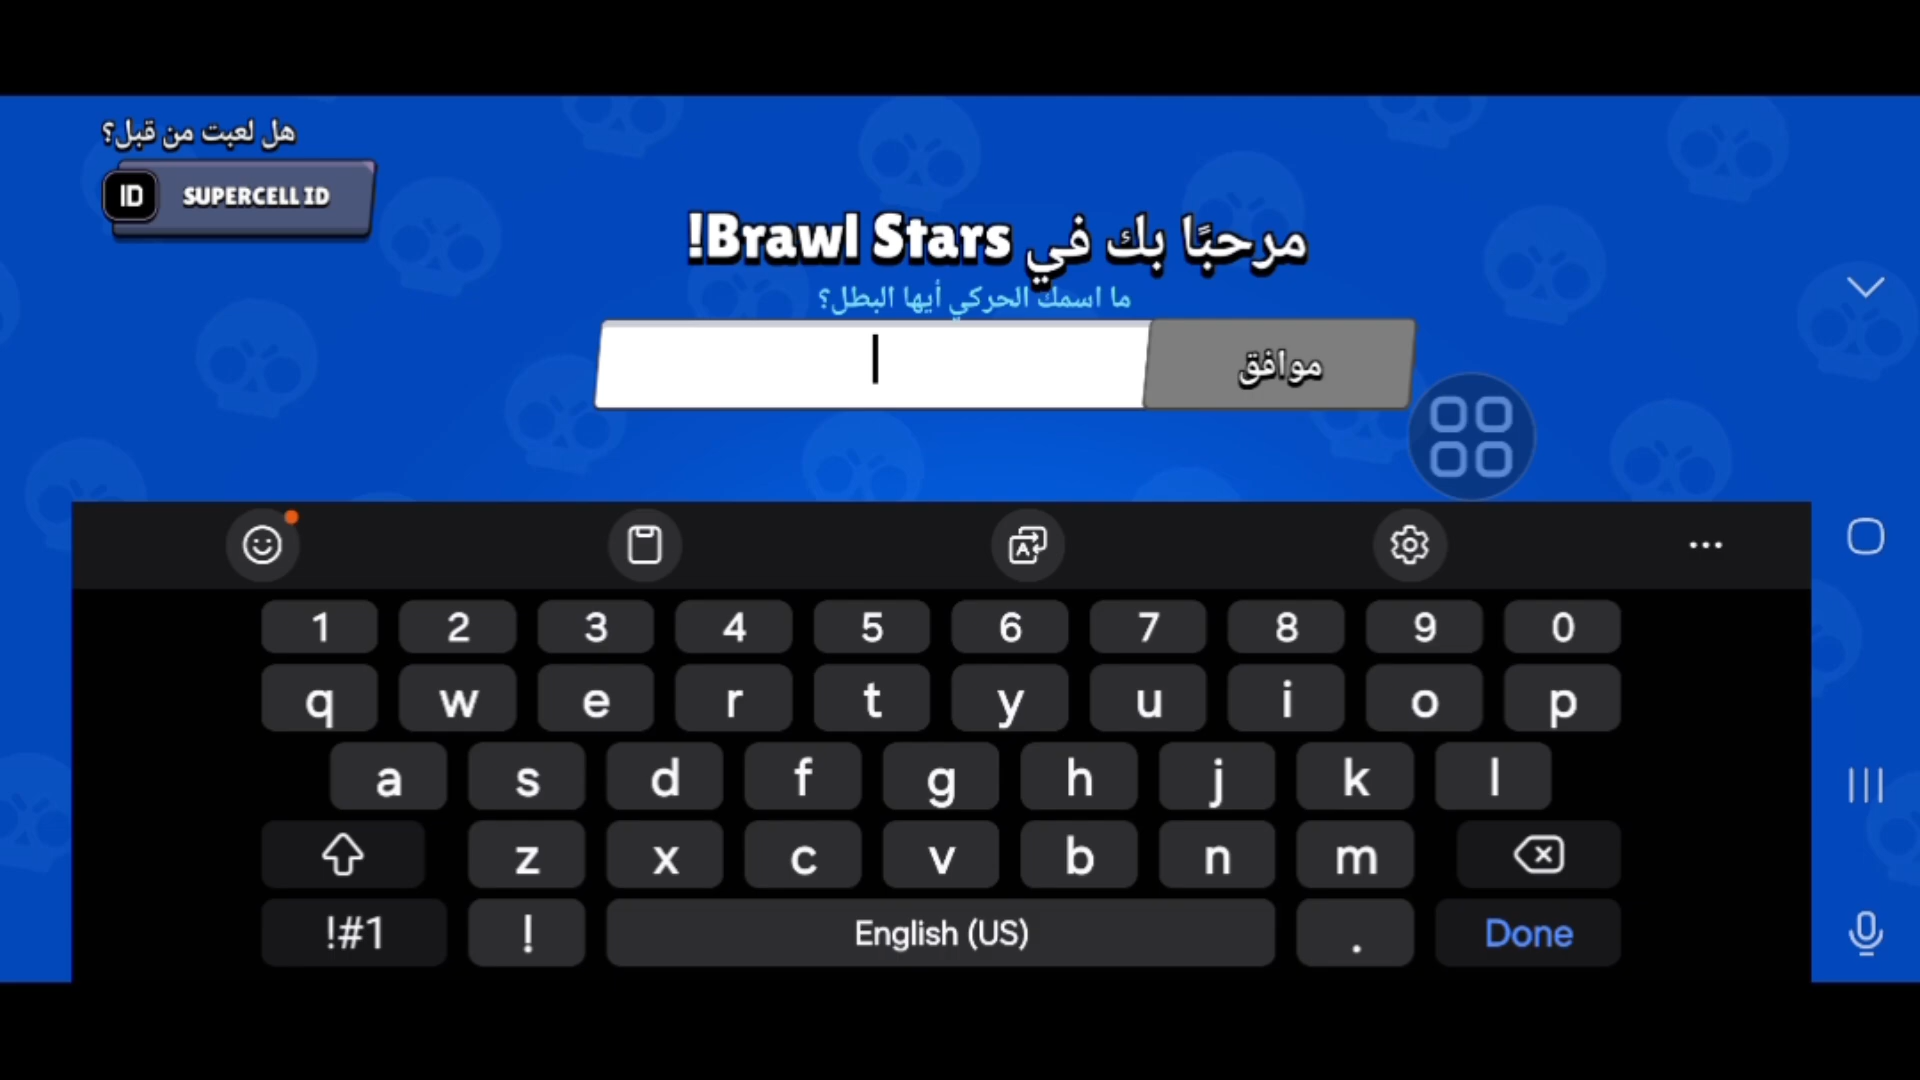 هل لعبت من قبل؟
ID SUPERCELL ID
مرحبًا بك في Brawl Stars!
ما اسمك الحركي أيها البطل؟
موافق
1 2 3 4 5 6 7 8 9 0
q w e r t y u i o p
a s d f g h j k l
z x c v b n m
!#1 ! English (US) . Done